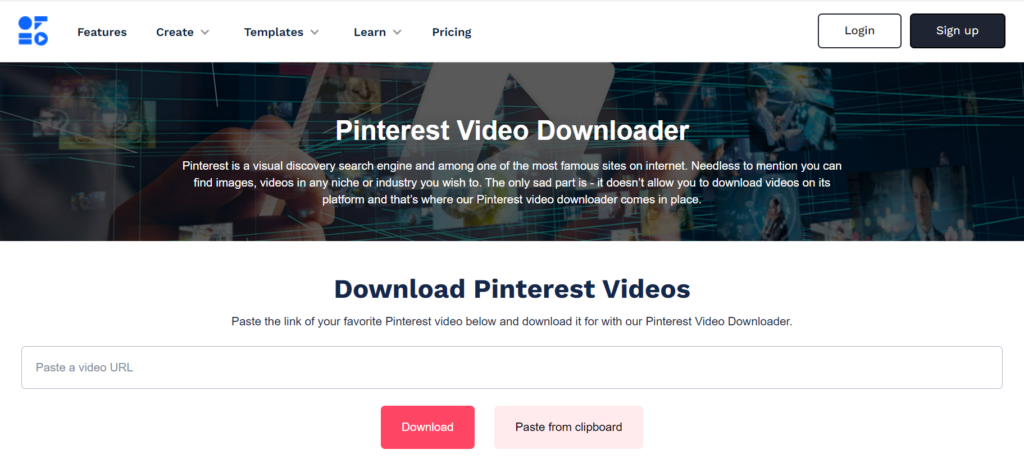 Features
Create
Templates
Learn
Pricing
Login
Sign up
Pinterest Video Downloader
Pinterest is a visual discovery search engine and among one of the most famous sites on internet. Needless to mention you can
find images, videos in any niche or industry you wish to. The only sad part is - it doesn't allow you to download videos on its
platform and that's where our Pinterest video downloader comes in place.
Download Pinterest Videos
Paste the link of your favorite Pinterest video below and download it for with our Pinterest Video Downloader.
Paste a video URL
Download
Paste from clipboard